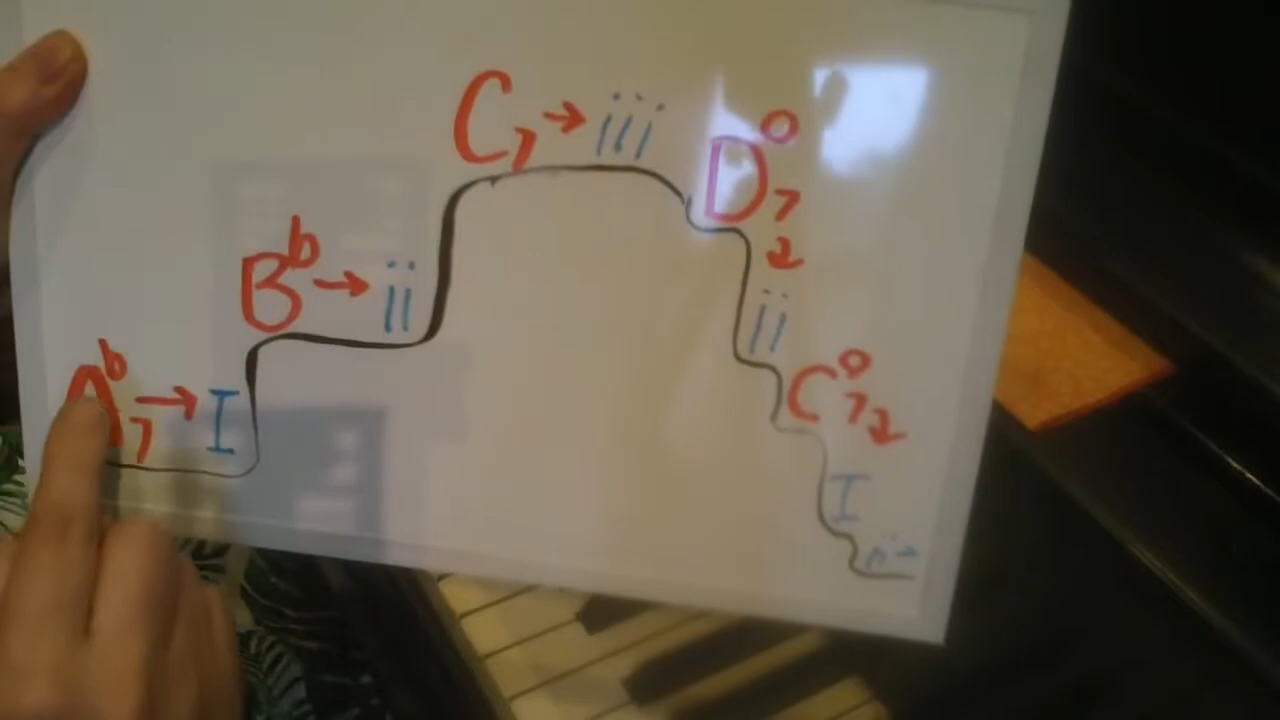 A♭7 → I
B♭ → ii
C7 → iii
D°7 →
ii
C°7 →
I